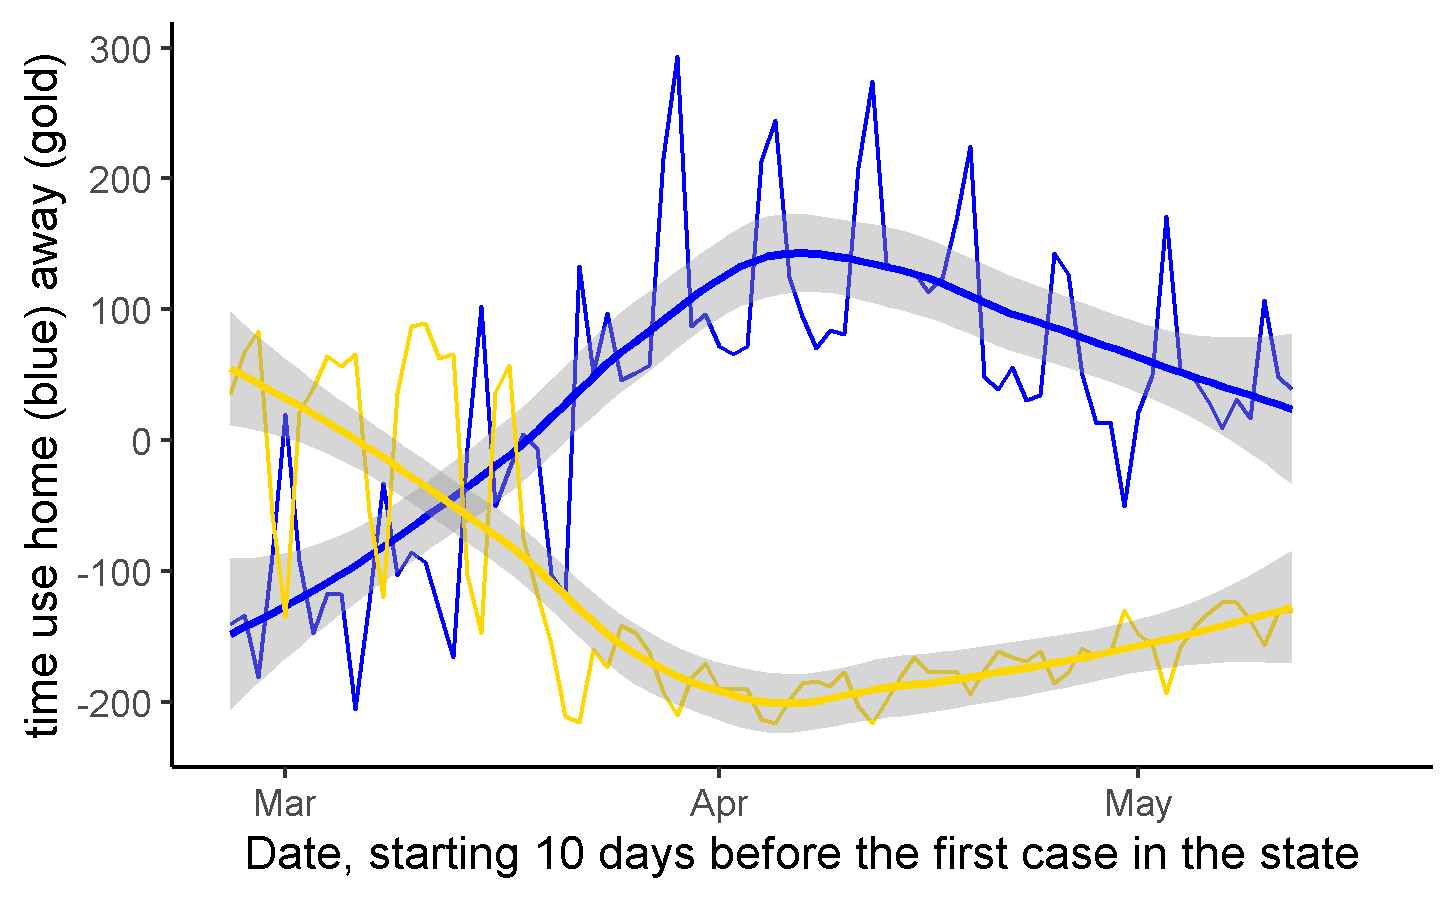 time use home (blue) away (gold)
300
200
100
0
-100
-200
Mar
Apr
May
Date, starting 10 days before the first case in the state